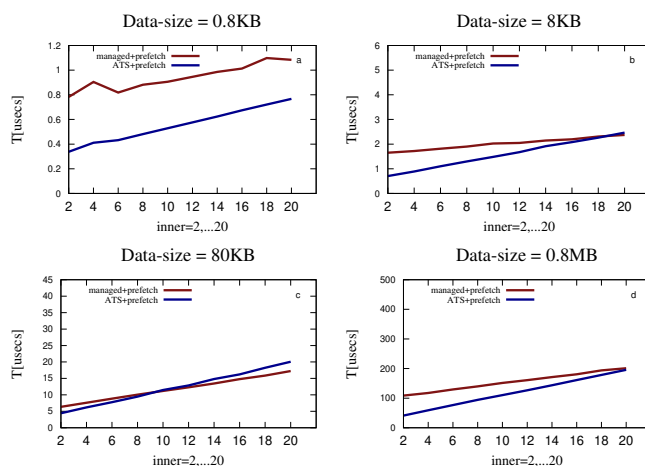 Data-size = 0.8KB
managed+prefetch
ATS+prefetch
a
T[usecs]
1.2
1
0.8
0.6
0.4
0.2
0
2 4 6 8 10 12 14 16 18 20
inner=2,...20
Data-size = 8KB
managed+prefetch
ATS+prefetch
b
T[usecs]
6
5
4
3
2
1
0
2 4 6 8 10 12 14 16 18 20
inner=2,...20
Data-size = 80KB
managed+prefetch
ATS+prefetch
c
T[usecs]
45
40
35
30
25
20
15
10
5
0
2 4 6 8 10 12 14 16 18 20
inner=2,...20
Data-size = 0.8MB
managed+prefetch
ATS+prefetch
d
T[usecs]
500
400
300
200
100
0
2 4 6 8 10 12 14 16 18 20
inner=2,...20